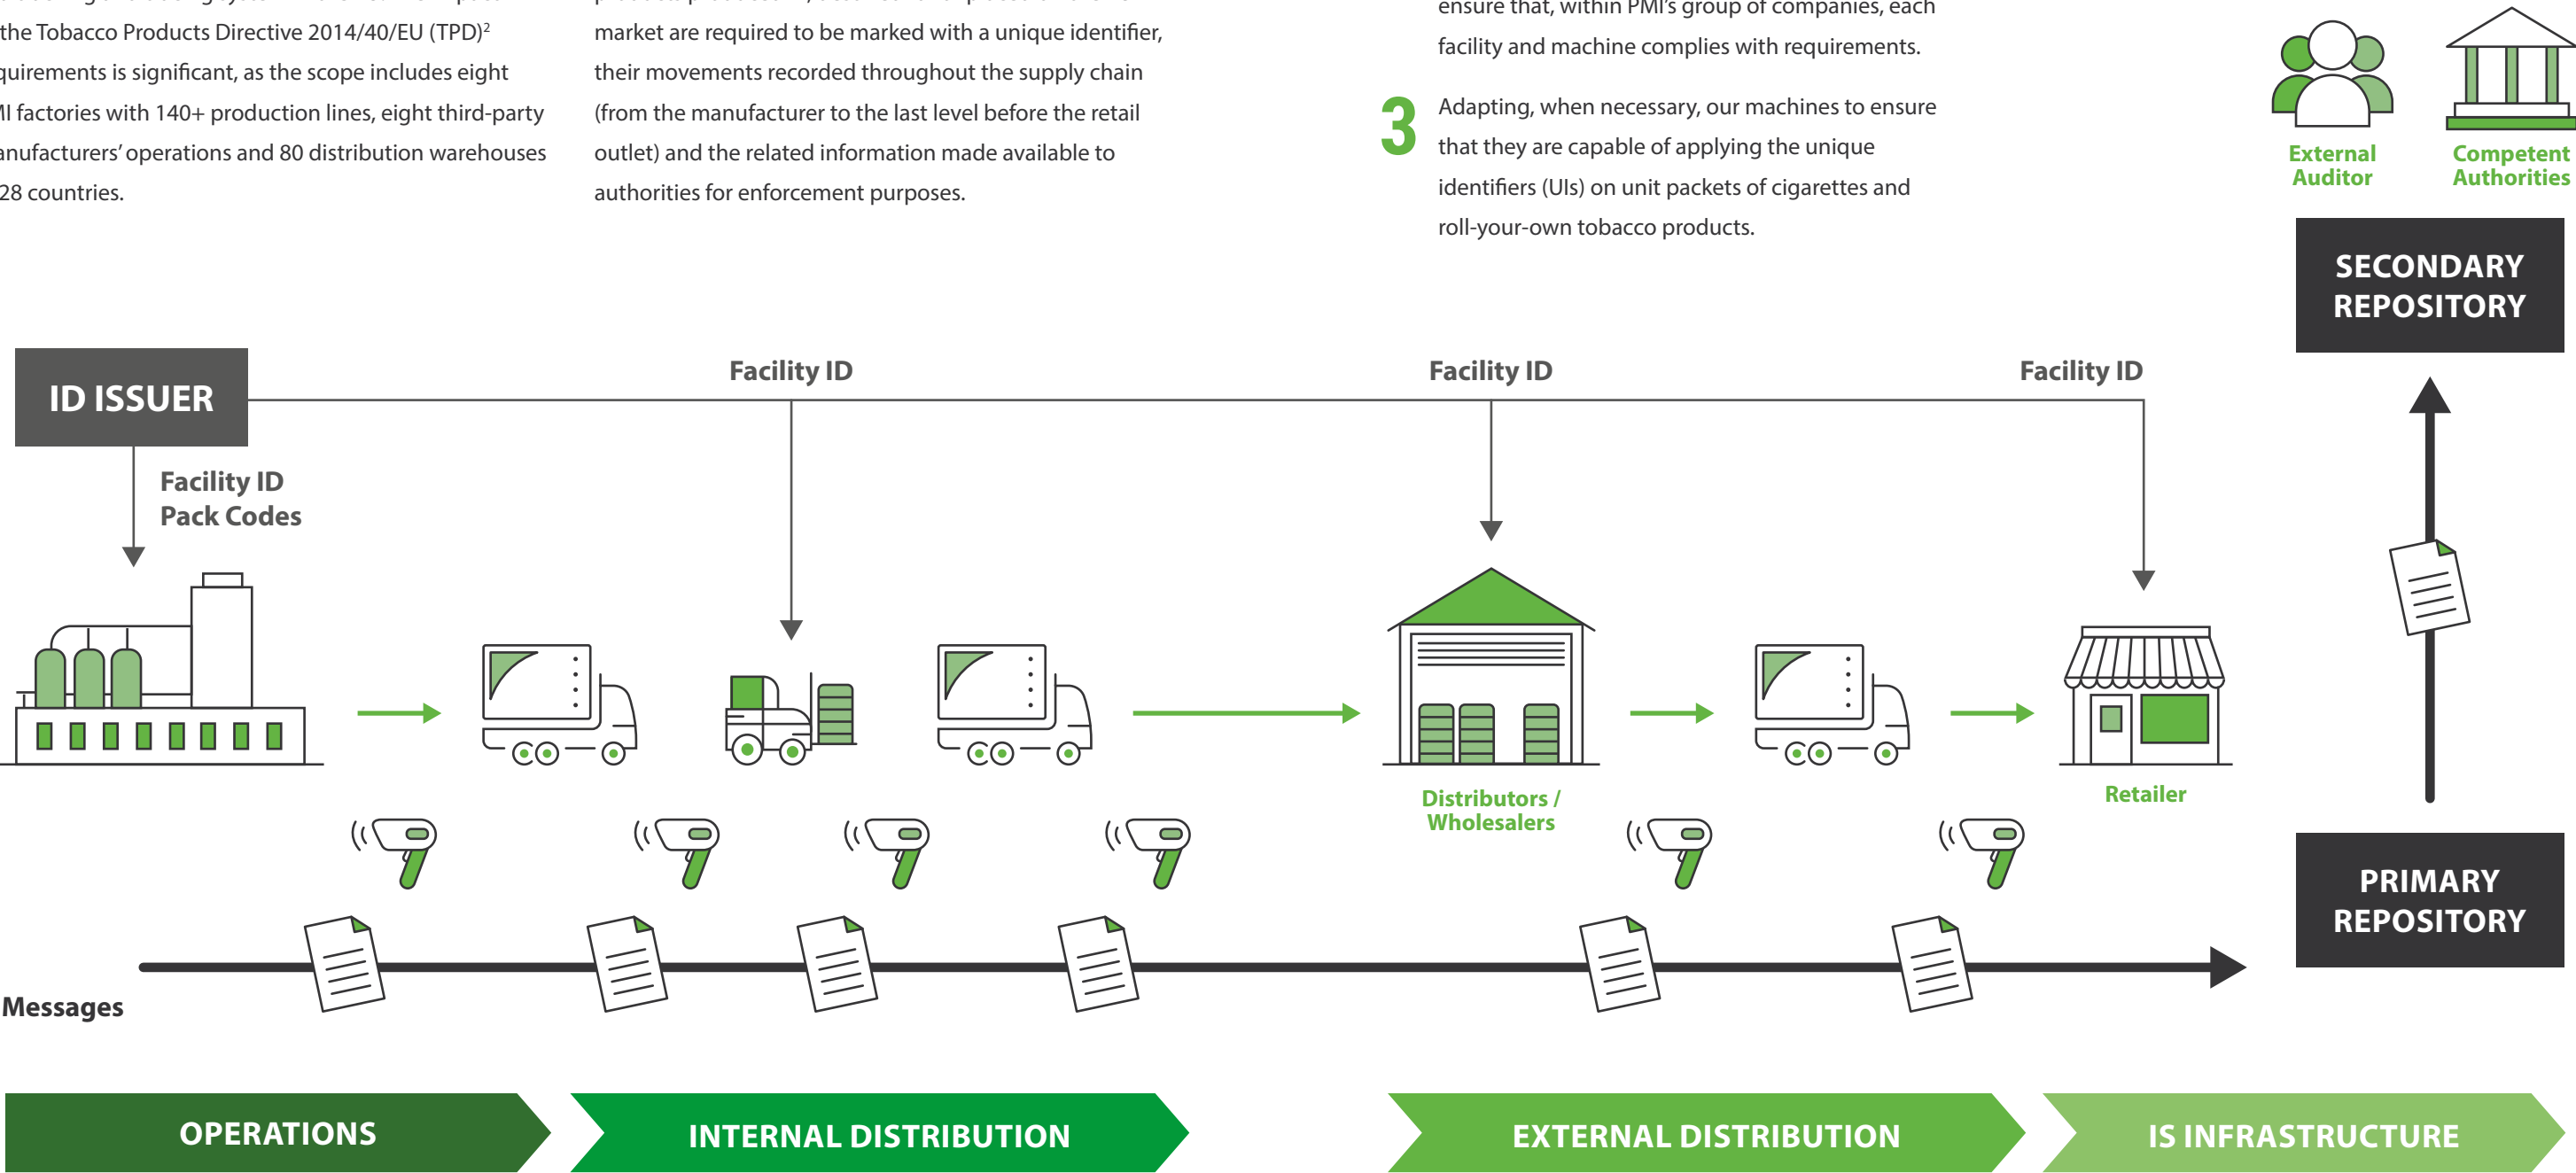 the Tobacco Products Directive 2014/40/EU (TPD)²
quirements is significant, as the scope includes eight
MI factories with 140+ production lines, eight third-party
anufacturers' operations and 80 distribution warehouses
28 countries.
market are required to be marked with a unique identifier,
their movements recorded throughout the supply chain
(from the manufacturer to the last level before the retail
outlet) and the related information made available to
authorities for enforcement purposes.
ensure that, within PMI's group of companies, each
facility and machine complies with requirements.
3
Adapting, when necessary, our machines to ensure
that they are capable of applying the unique
identifiers (UIs) on unit packets of cigarettes and
roll-your-own tobacco products.
External
Auditor
Competent
Authorities
SECONDARY
REPOSITORY
ID ISSUER
Facility ID
Facility ID
Facility ID
Facility ID
Pack Codes
Distributors /
Wholesalers
Retailer
PRIMARY
REPOSITORY
Messages
OPERATIONS
INTERNAL DISTRIBUTION
EXTERNAL DISTRIBUTION
IS INFRASTRUCTURE